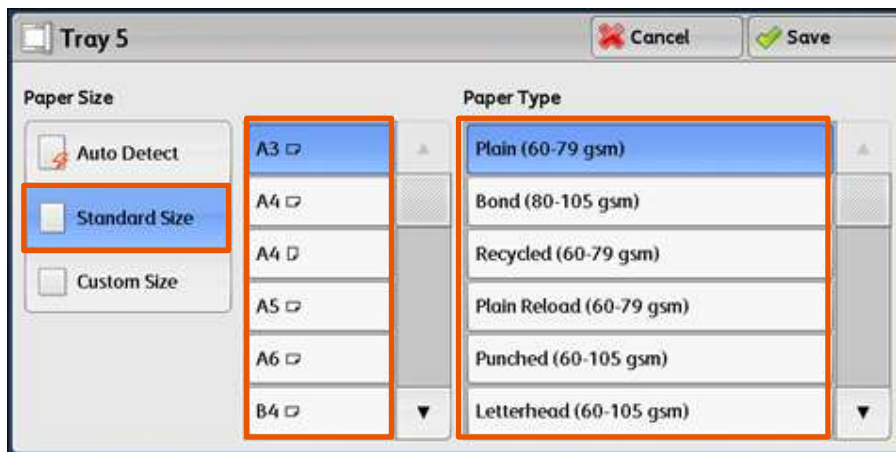 Tray 5
Cancel
Save
Paper Size
Paper Type
Auto Detect
Standard Size
Custom Size
A3
A4
A4
A5
A6
B4
Plain (60-79 gsm)
Bond (80-105 gsm)
Recycled (60-79 gsm)
Plain Reload (60-79 gsm)
Punched (60-105 gsm)
Letterhead (60-105 gsm)